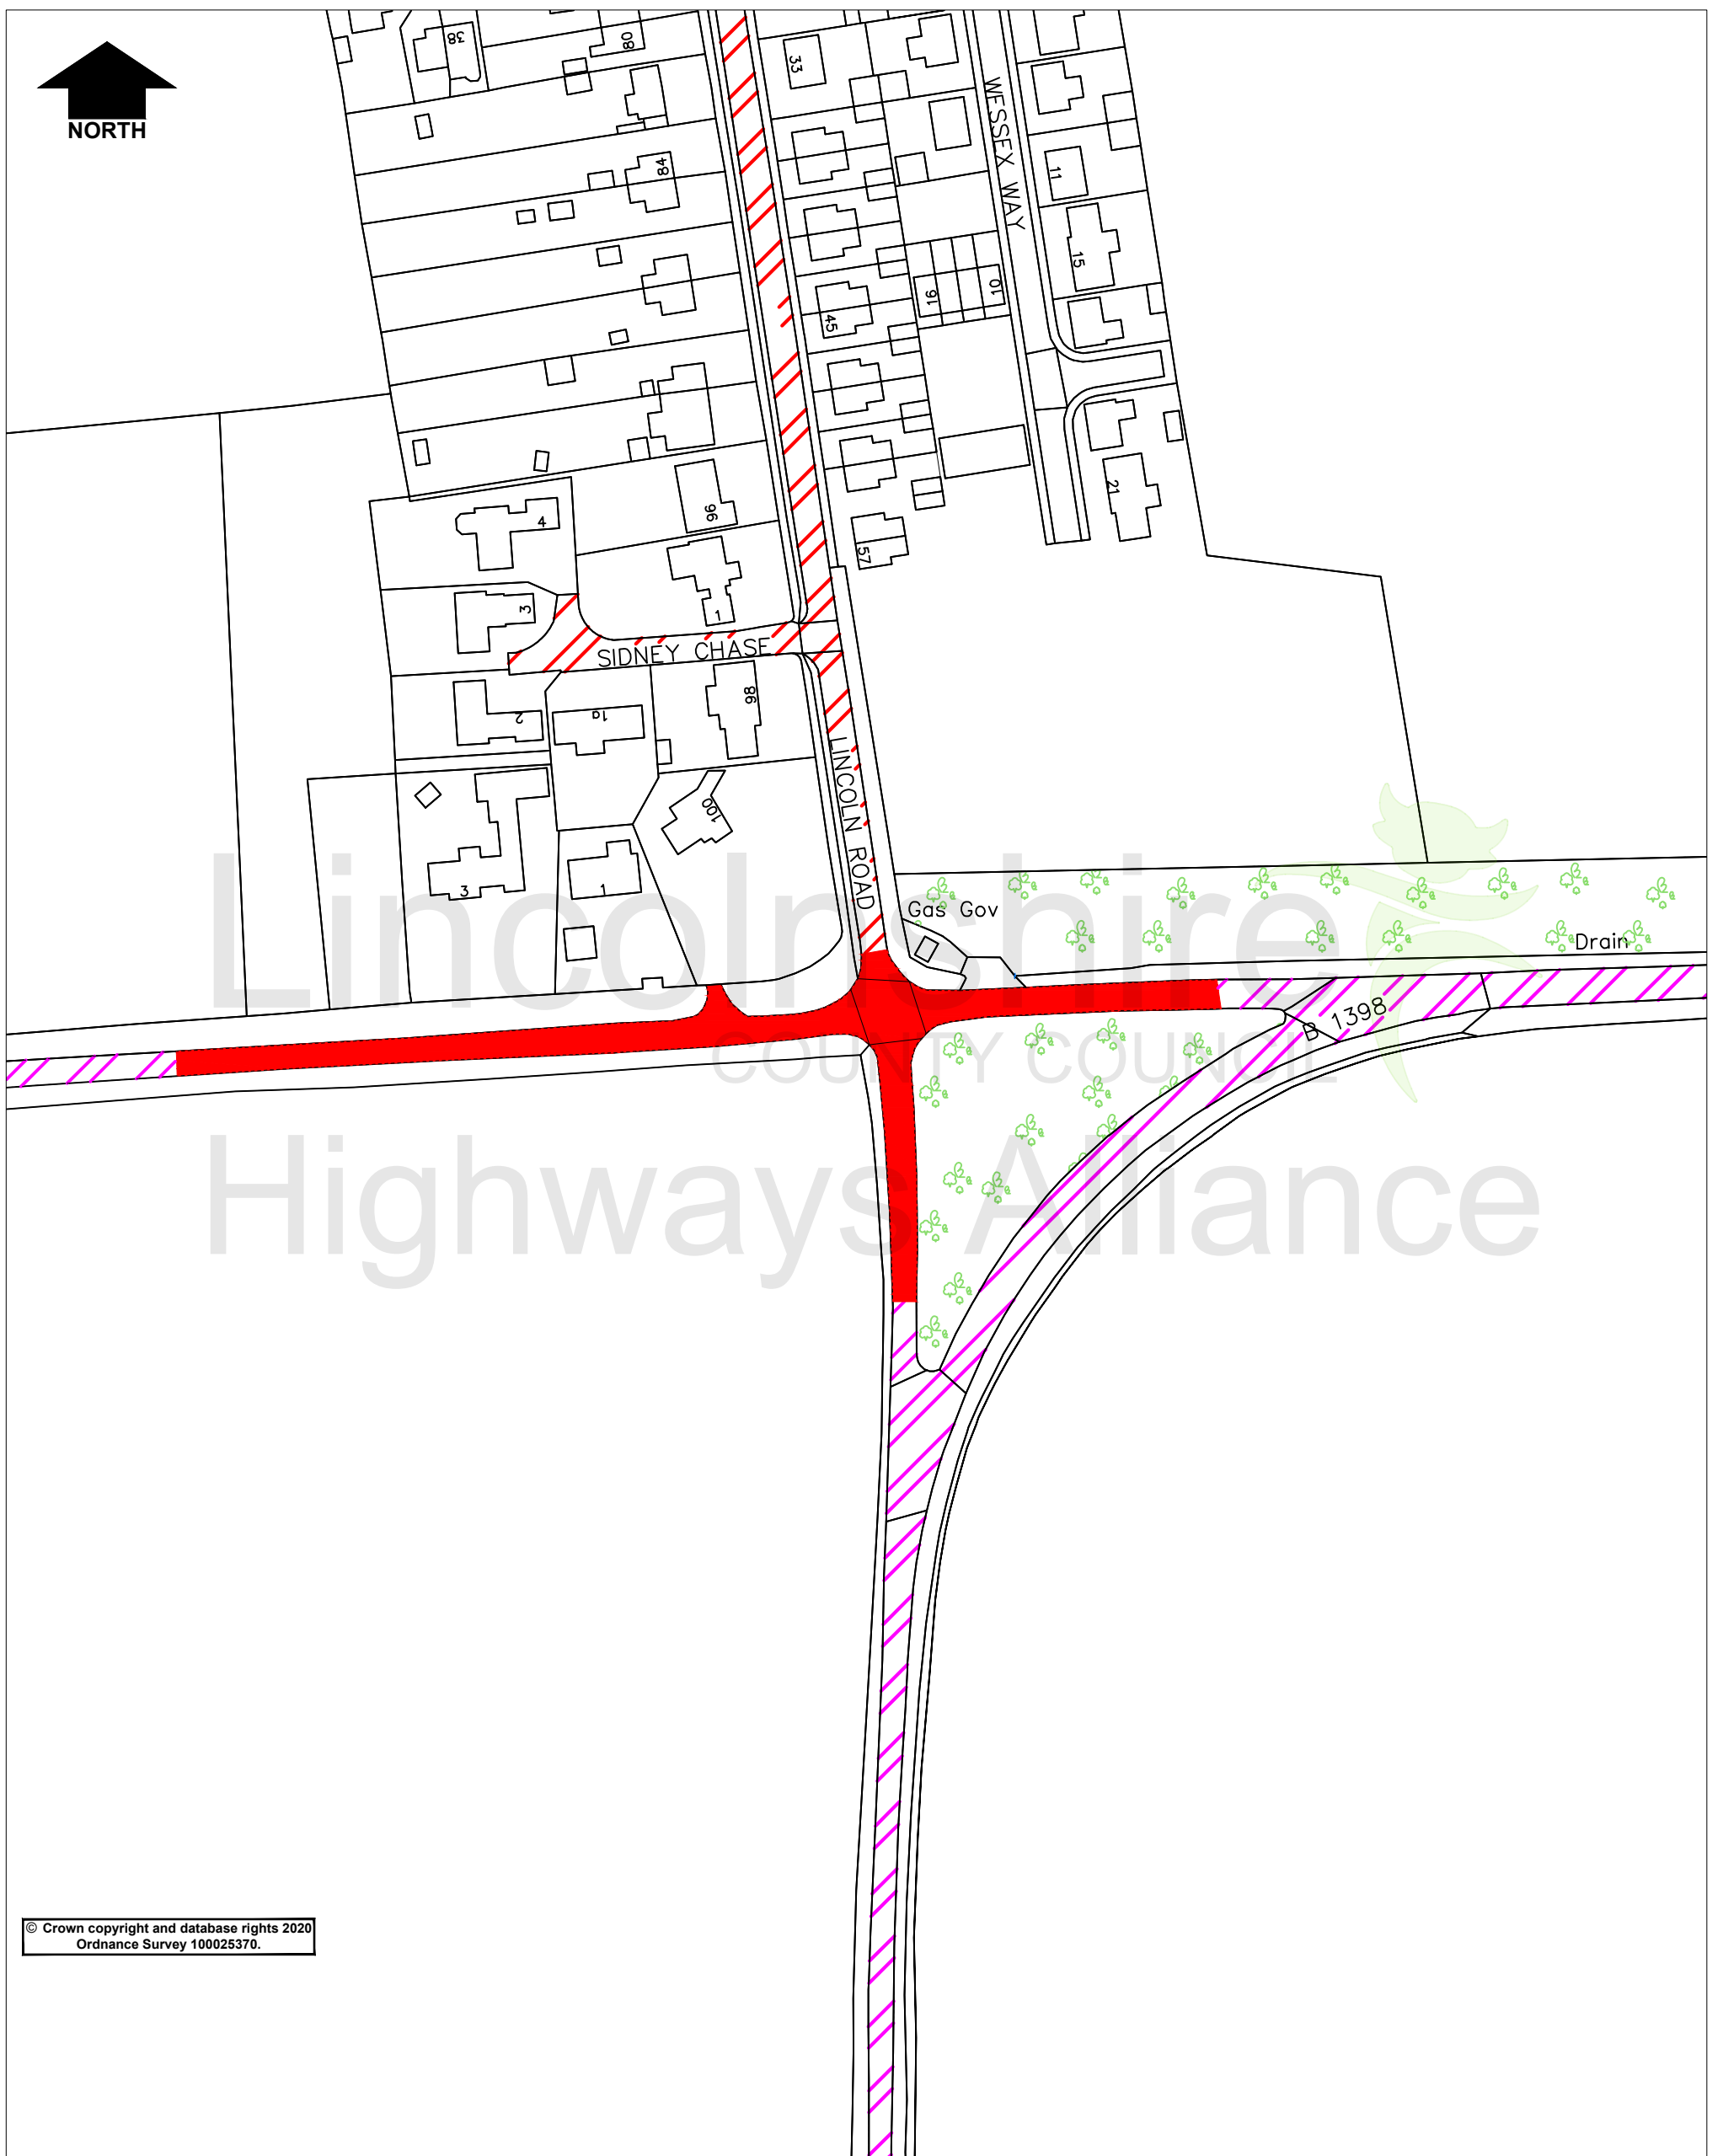 NORTH
38
80
33
84
WESSEX WAY
11
15
16
10
45
96
21
4
57
3
1
SIDNEY CHASE
98
2
1a
LINCOLN ROAD
100
3
1
Lincolnshire
Gas Gov
Drain
B 1398
COUNTY COUNCIL
Highways Alliance
© Crown copyright and database rights 2020
Ordnance Survey 100025370.